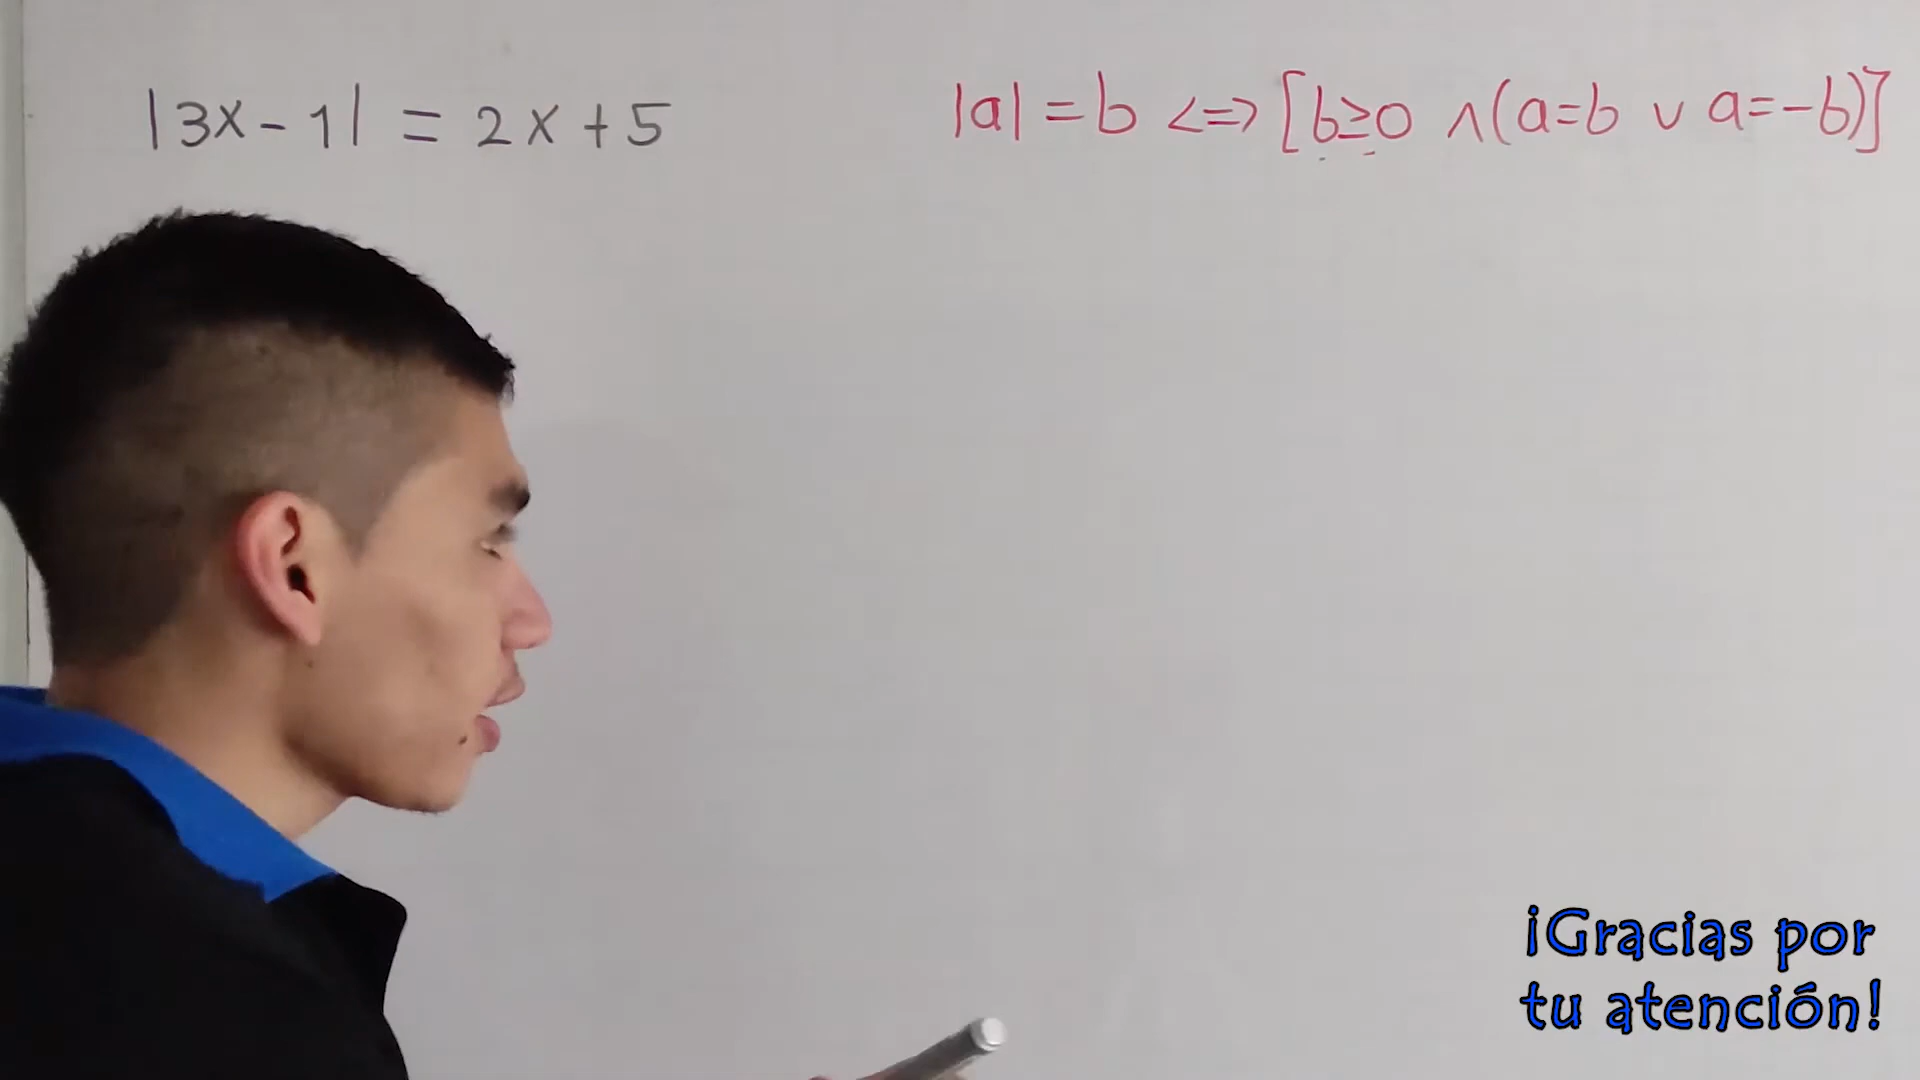 |3x-1| = 2x+5
|a| = b <=> [b≥0 ∧ (a=b ∨ a=-b)]
¡Gracias por
tu atención!